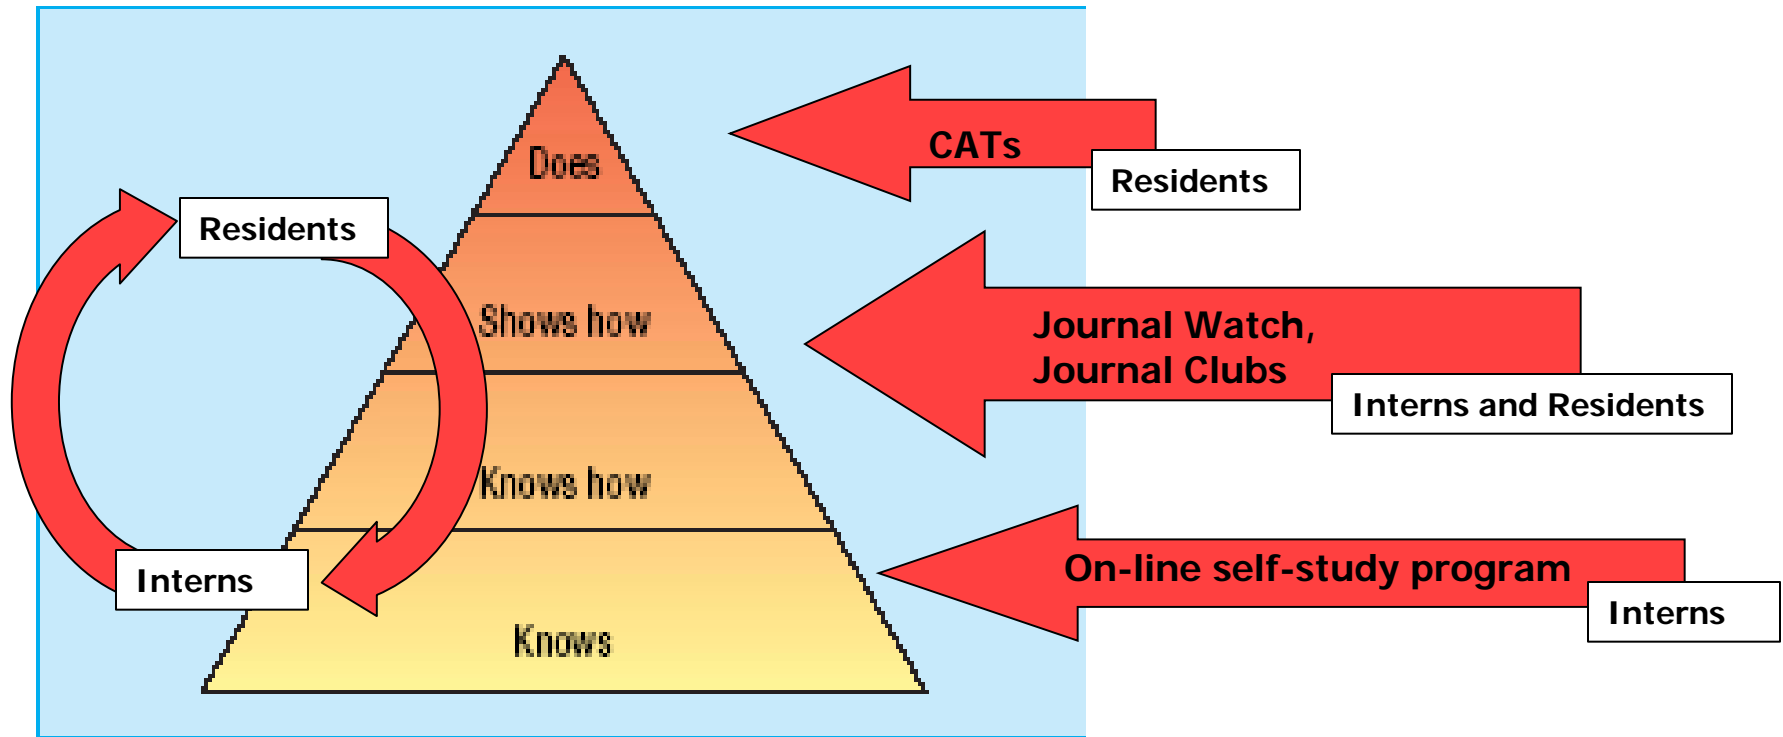 Does
CATs
Residents
Residents
Shows how
Journal Watch,
Journal Clubs
Interns and Residents
Knows how
On-line self-study program
Interns
Interns
Knows